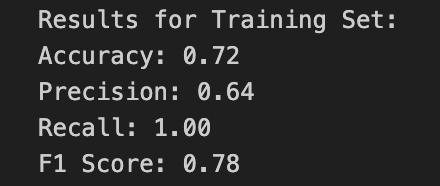 Results for Training Set:
Accuracy: 0.72
Precision: 0.64
Recall: 1.00
F1 Score: 0.78